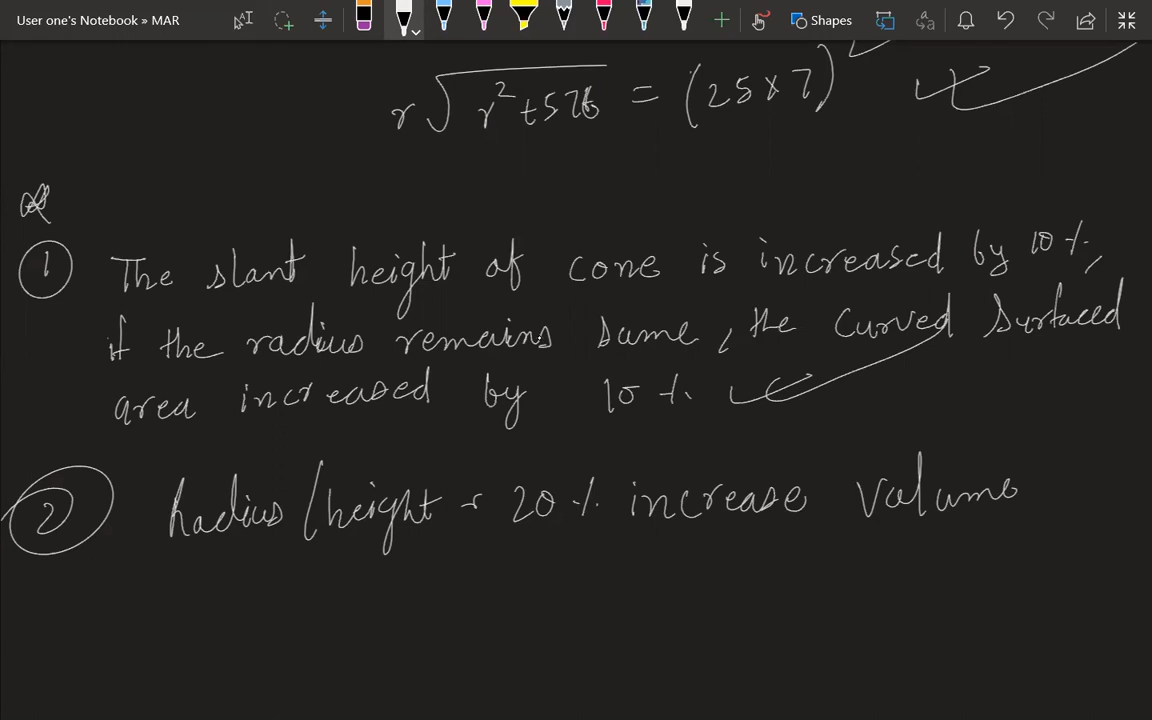 User one's Notebook » MAR
Shapes
r√(r²+576) = (25×7)
① The slant height of cone is increased by 10%,
if the radius remains same, the curved surfaced
area increased by 10%.
② Radius/height 20% increase volume